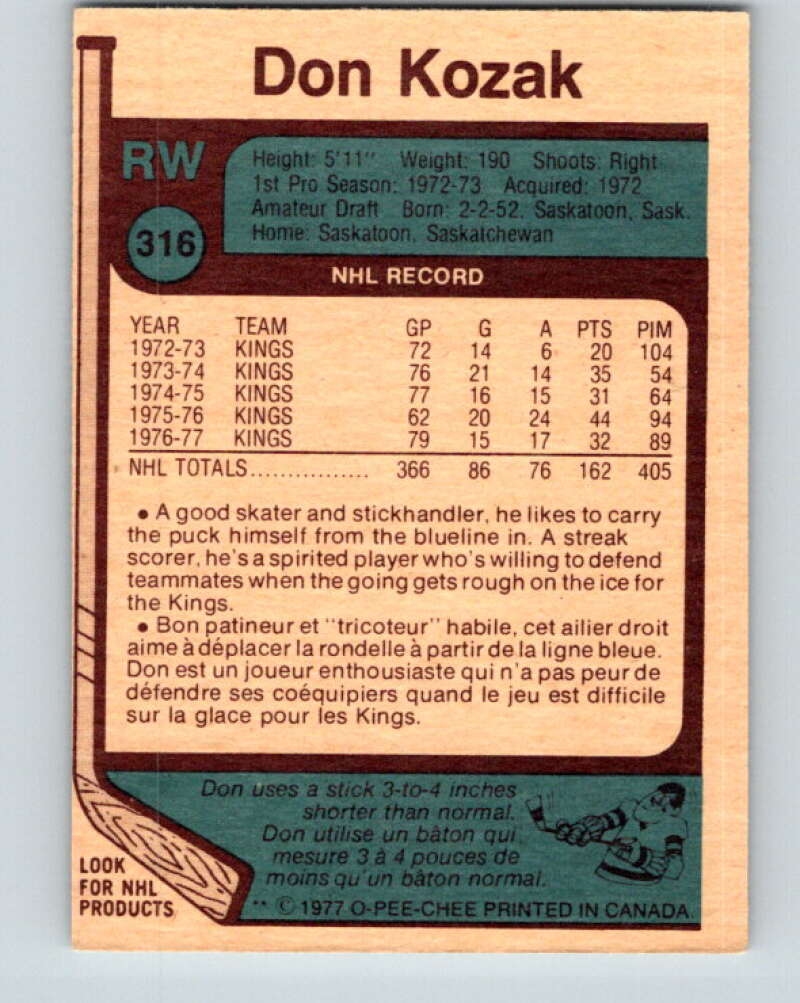 Don Kozak
RW
316
Height: 5'11" Weight: 190 Shoots: Right
1st Pro Season: 1972-73 Acquired: 1972
Amateur Draft Born: 2-2-52, Saskatoon, Sask.
Home: Saskatoon, Saskatchewan
NHL RECORD
YEAR TEAM GP G A PTS PIM
1972-73 KINGS 72 14 6 20 104
1973-74 KINGS 76 21 14 35 54
1974-75 KINGS 77 16 15 31 64
1975-76 KINGS 62 20 24 44 94
1976-77 KINGS 79 15 17 32 89
NHL TOTALS................ 366 86 76 162 405
• A good skater and stickhandler, he likes to carry
the puck himself from the blueline in. A streak
scorer, he's a spirited player who's willing to defend
teammates when the going gets rough on the ice for
the Kings.
• Bon patineur et "tricoteur" habile, cet ailier droit
aime à déplacer la rondelle à partir de la ligne bleue.
Don est un joueur enthousiaste qui n'a pas peur de
défendre ses coéquipiers quand le jeu est difficile
sur la glace pour les Kings.
Don uses a stick 3-to-4 inches
shorter than normal.
Don utilise un bâton qui
mesure 3 à 4 pouces de
moins qu'un bâton normal.
LOOK
FOR NHL
PRODUCTS
** © 1977 O-PEE-CHEE PRINTED IN CANADA